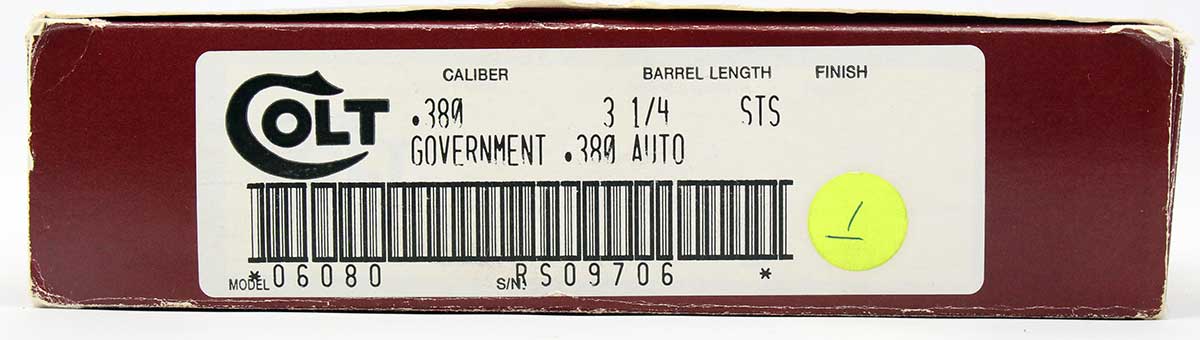 COLT
CALIBER BARREL LENGTH FINISH
.380 3 1/4 STS
GOVERNMENT .380 AUTO
MODEL *06080 S/N. RS09706 *
1